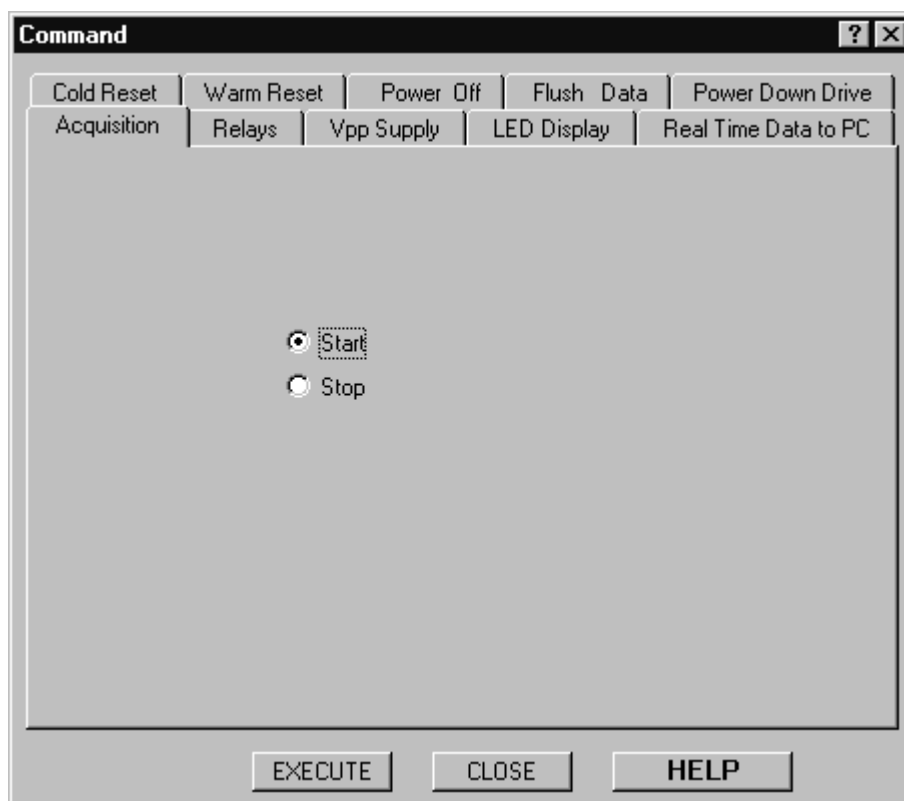 Command
Cold Reset Warm Reset Power Off Flush Data Power Down Drive
Acquisition Relays Vpp Supply LED Display Real Time Data to PC
Start
Stop
EXECUTE CLOSE HELP